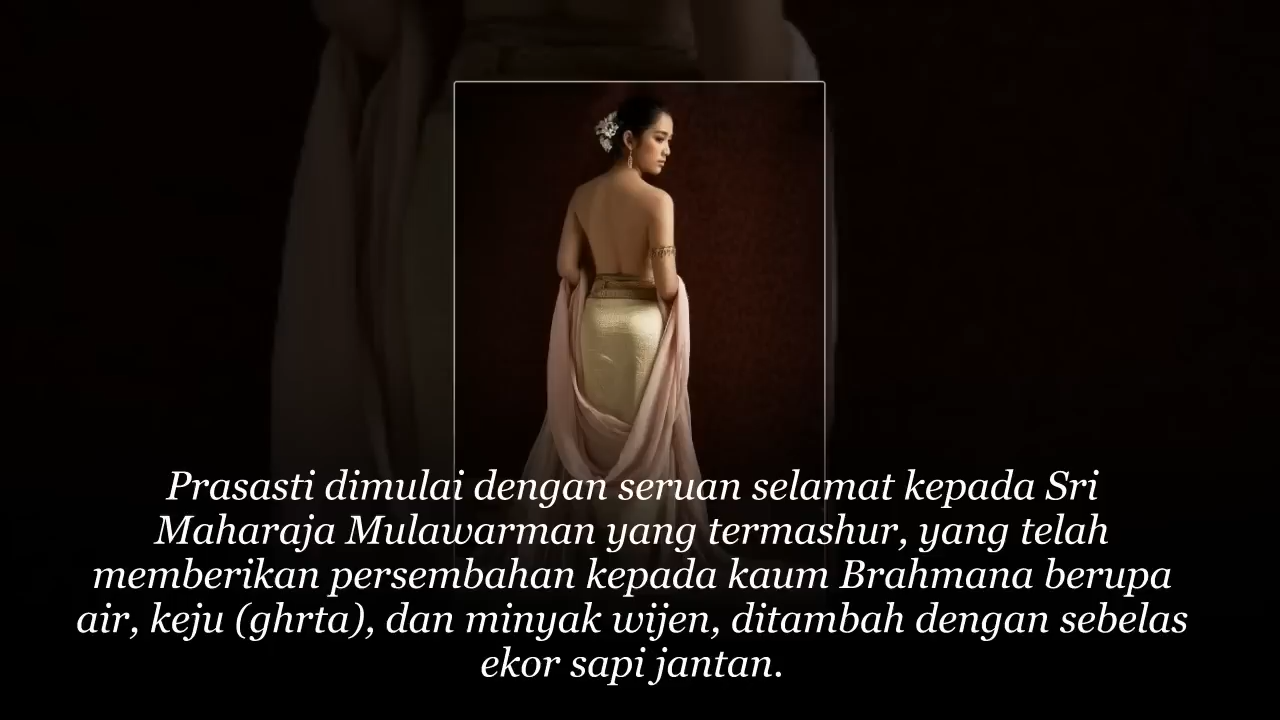 Prasasti dimulai dengan seruan selamat kepada Sri
Maharaja Mulawarman yang termashur, yang telah
memberikan persembahan kepada kaum Brahmana berupa
air, keju (ghrta), dan minyak wijen, ditambah dengan sebelas
ekor sapi jantan.